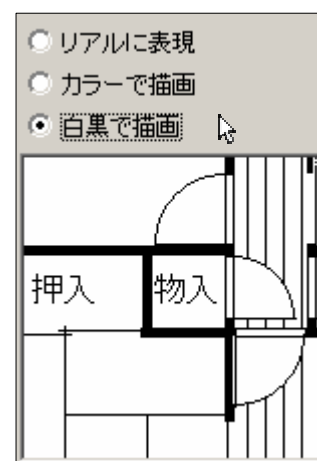 リアルに表現
カラーで描画
白黒で描画
押入
物入